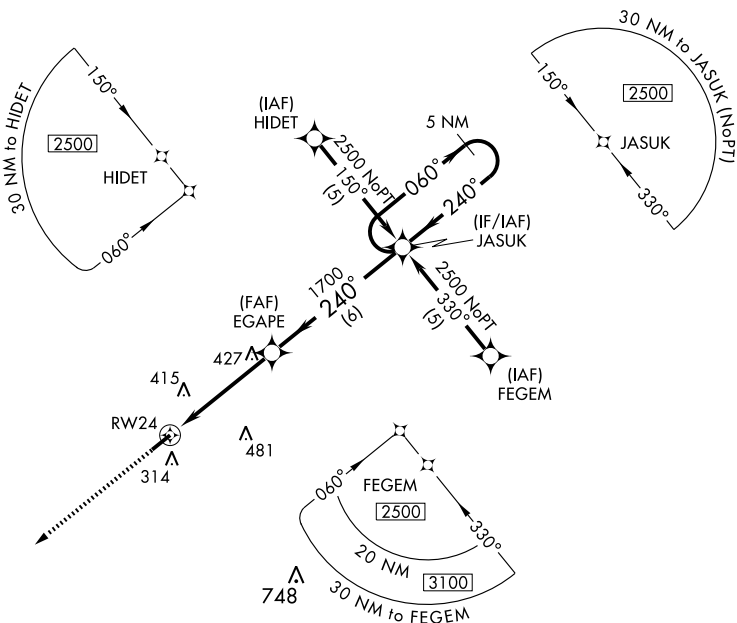 30 NM to HIDET
150°
2500
HIDET
060°
(IAF)
HIDET
2500 NoPT
150°
(5)
5 NM
060°
240°
(IF/IAF)
JASUK
30 NM to JASUK (NoPT)
150°
2500
JASUK
330°
1700
240°
(6)
(FAF)
EGAPE
2500 NoPT
330°
(5)
(IAF)
FEGEM
427
415
RW24
481
314
060°
FEGEM
2500
330°
20 NM
3100
30 NM to FEGEM
748